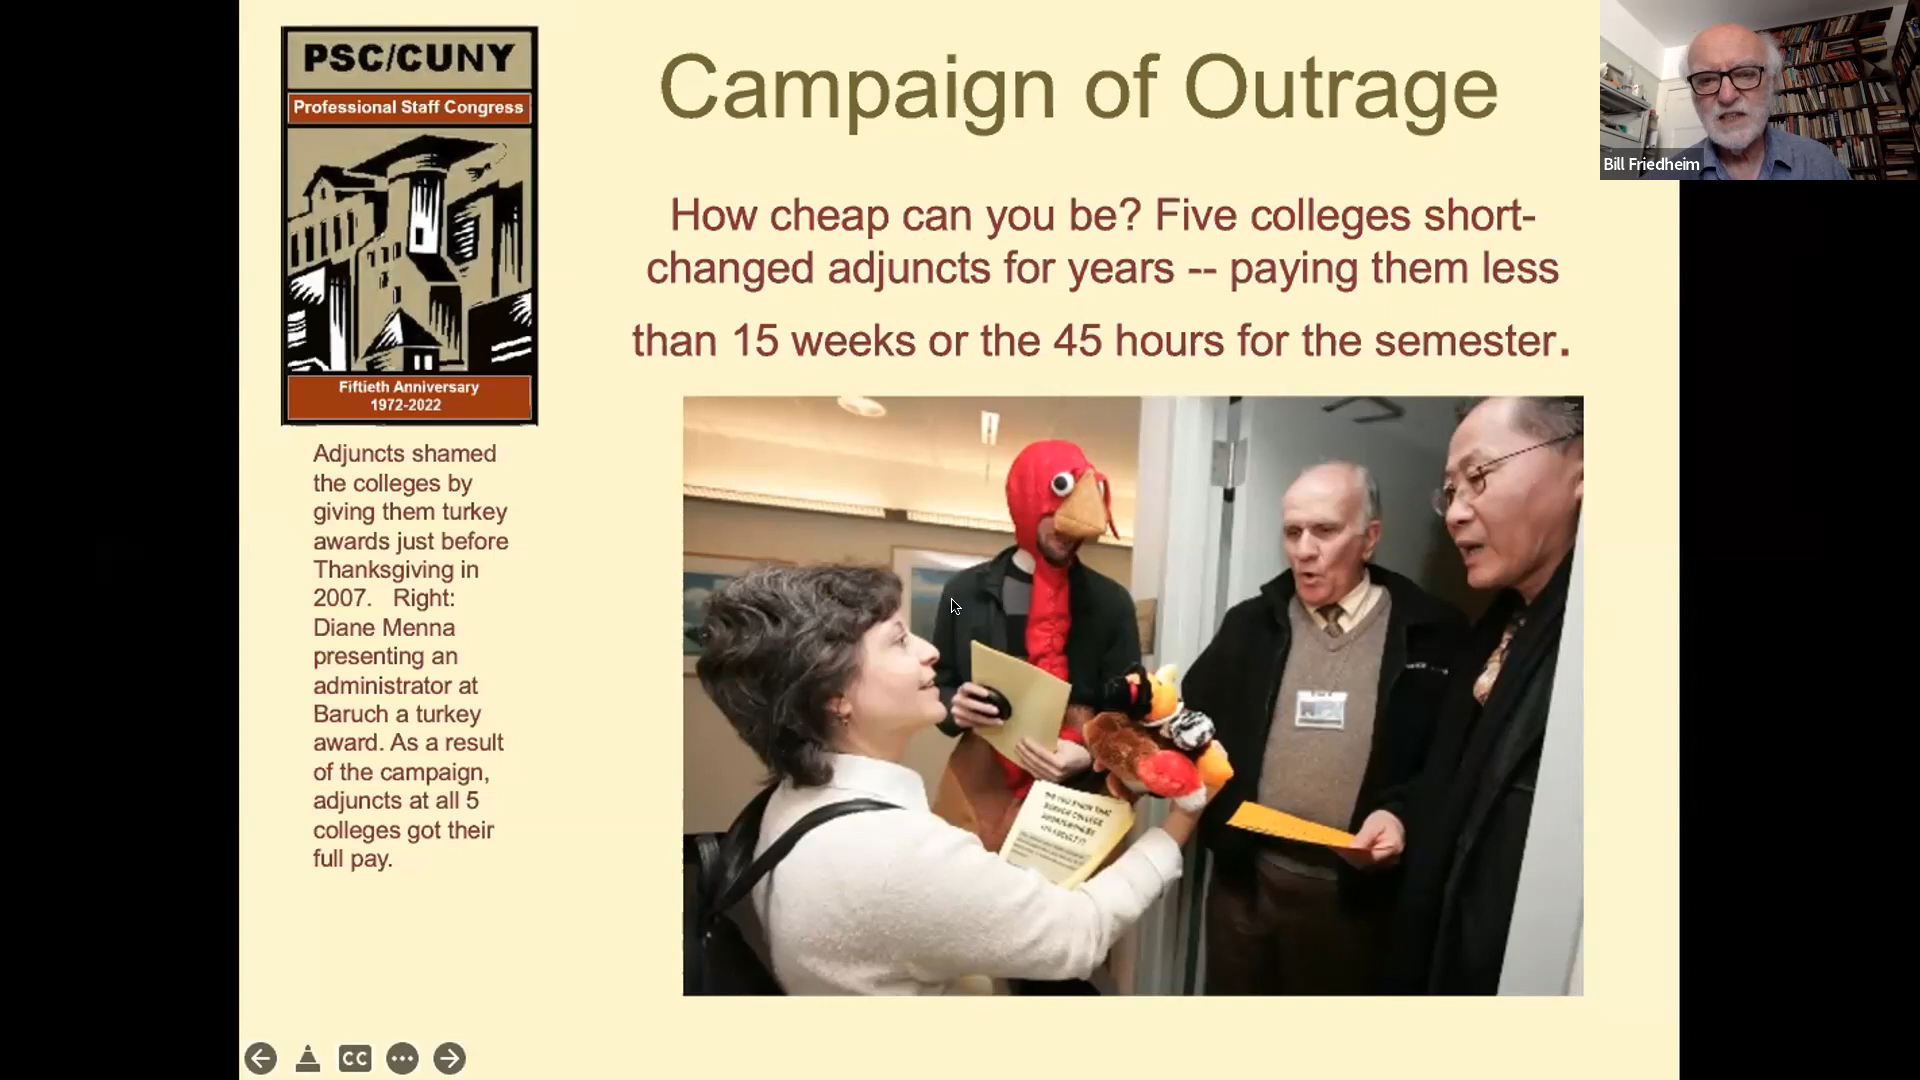 PSC/CUNY
Professional Staff Congress
Fiftieth Anniversary
1972-2022
Campaign of Outrage
How cheap can you be? Five colleges short-
changed adjuncts for years -- paying them less
than 15 weeks or the 45 hours for the semester.
Adjuncts shamed
the colleges by
giving them turkey
awards just before
Thanksgiving in
2007. Right:
Diane Menna
presenting an
administrator at
Baruch a turkey
award. As a result
of the campaign,
adjuncts at all 5
colleges got their
full pay.
Bill Friedheim
CC